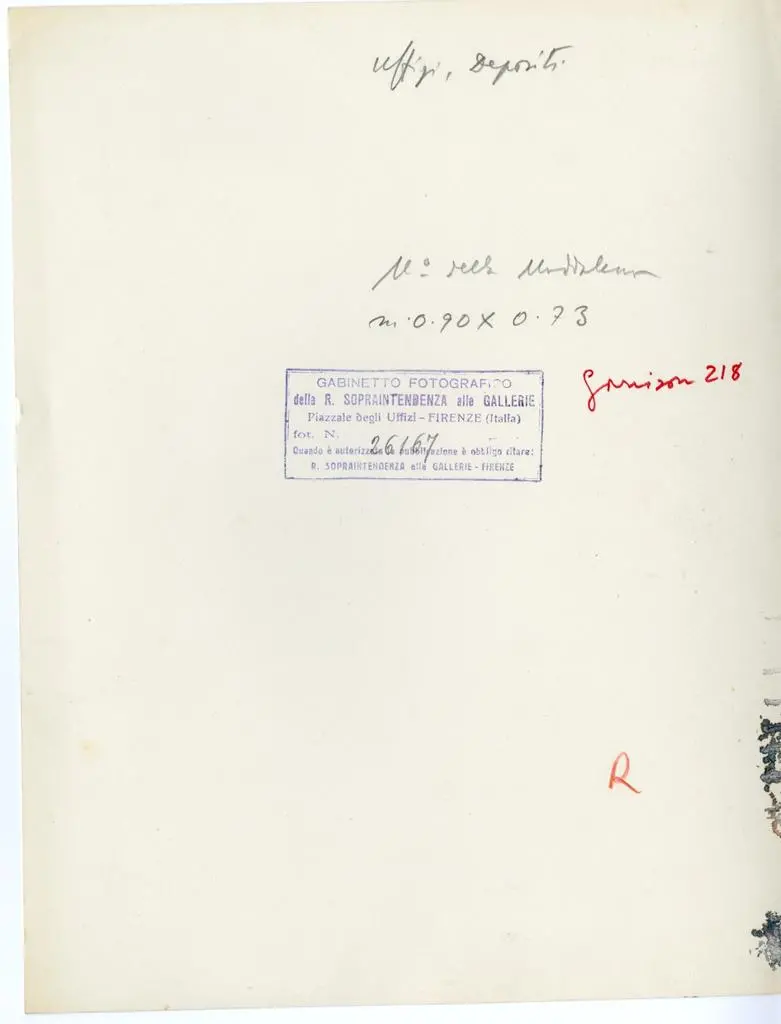 Uffizi, Depositi
M.º della Maddalena
m. 0.90 X 0.73
Garrison 218
GABINETTO FOTOGRAFICO
della R. SOPRAINTENDENZA alle GALLERIE
Piazzale degli Uffizi - FIRENZE (Italia)
fot. N. 26167
Quando è autorizzata la pubblicazione è obbligo citare:
R. SOPRAINTENDENZA alle GALLERIE - FIRENZE
R